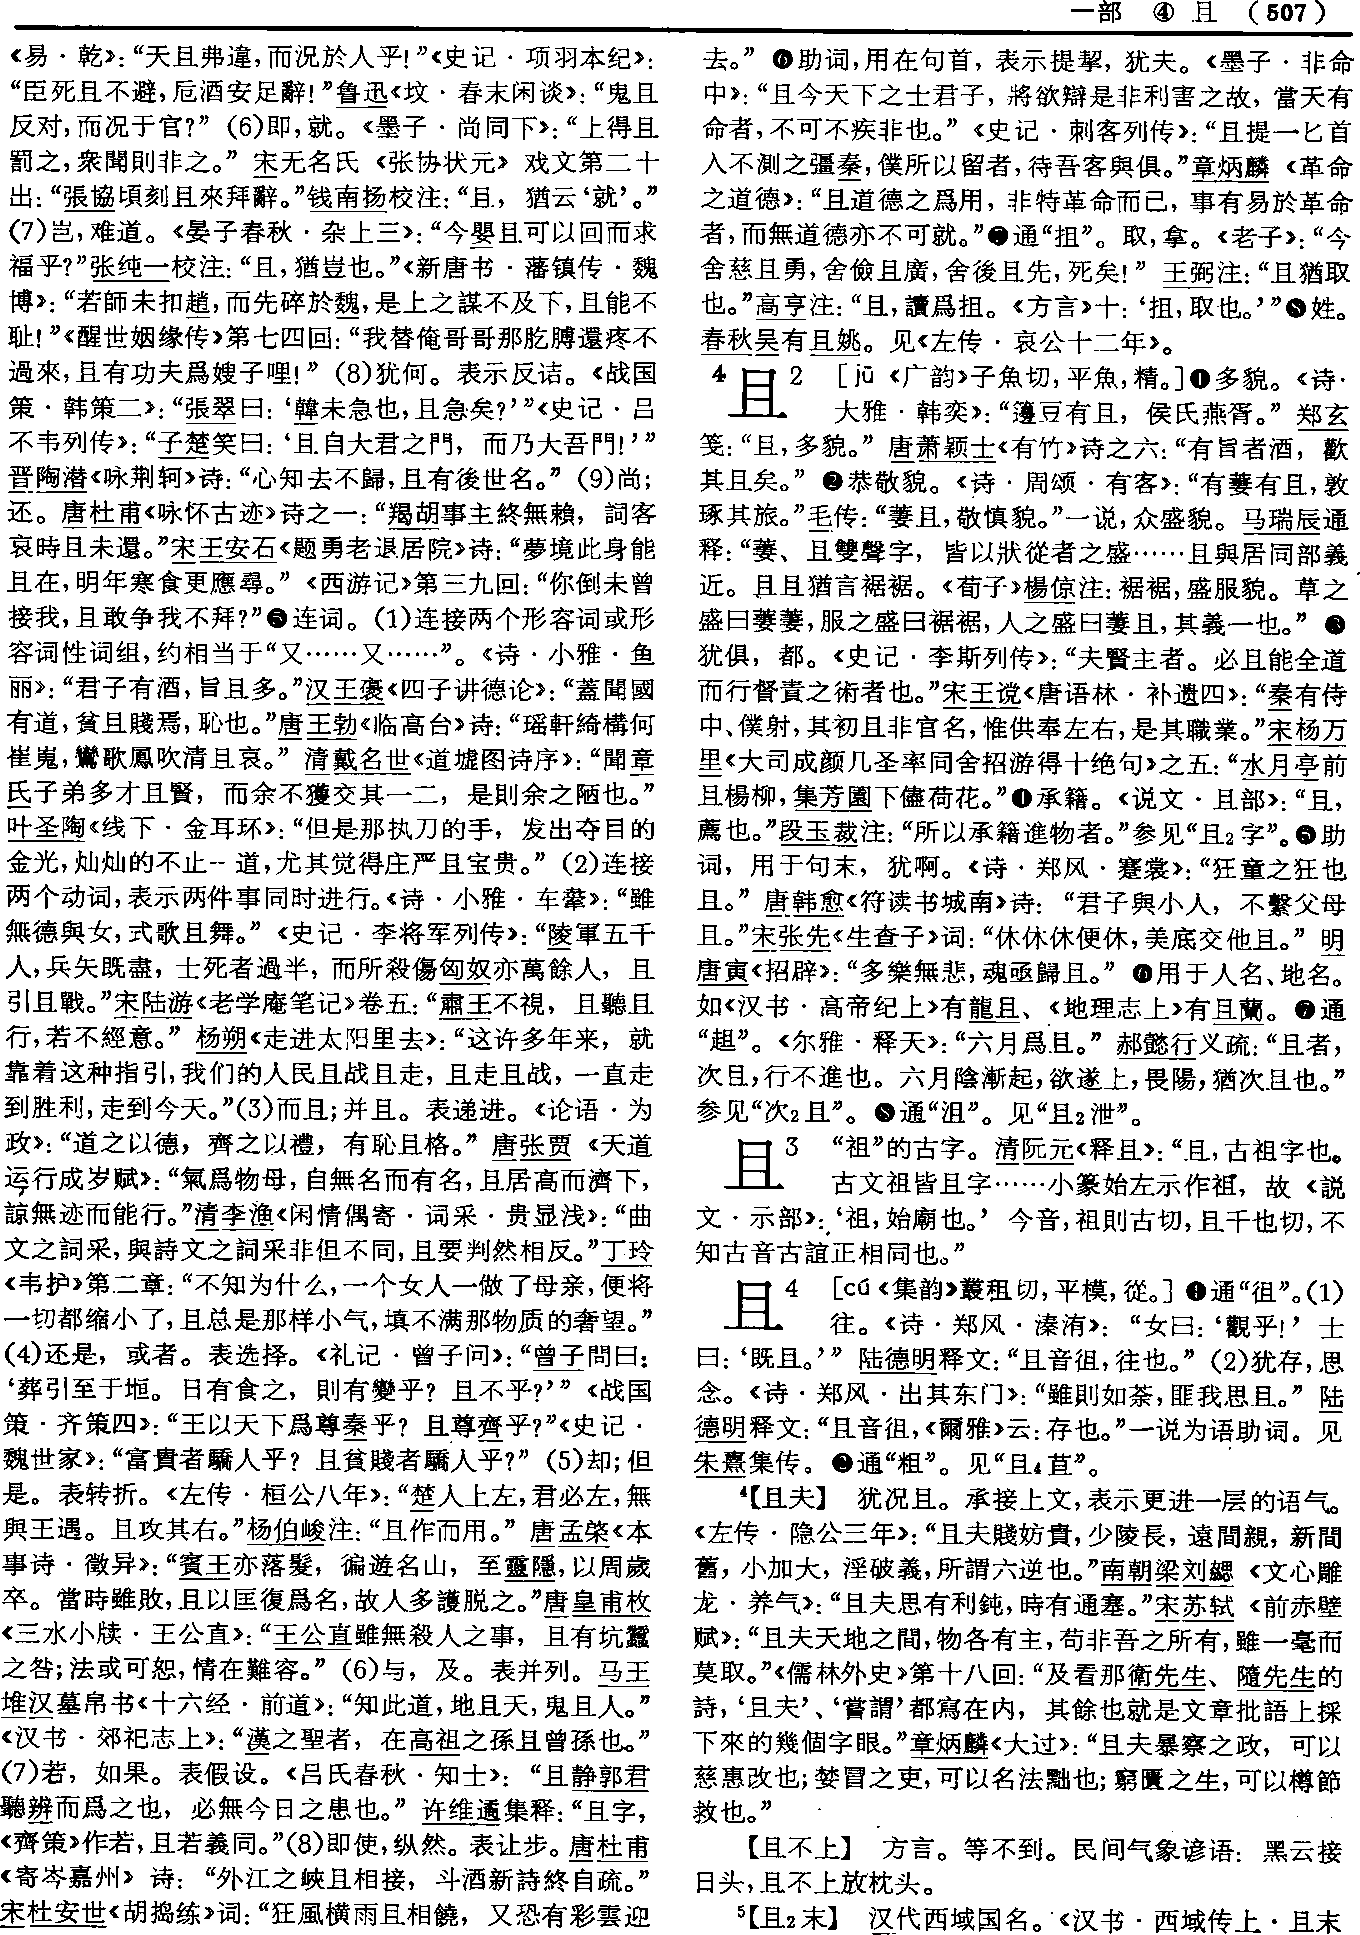 一部 ④ 且 （507）
《易·乾》：“天且弗違，而況於人乎！”《史记·项羽本纪》：
“臣死且不避，卮酒安足辭！”鲁迅《坟·春末闲谈》：“鬼且
反对，而况于官？” (6)即，就。《墨子·尚同下》：“上得且
罰之，衆聞則非之。” 宋无名氏《张协状元》戏文第二十
出：“張協頃刻且來拜辭。”钱南扬校注：“且，猶云‘就’。”
(7)岂，难道。《晏子春秋·杂上三》：“今嬰且可以回而求
福乎？”张纯一校注：“且，猶豈也。”《新唐书·藩镇传·魏
博》：“若師未扣趙，而先碎於魏，是上之謀不及下，且能不
耻！”《醒世姻缘传》第七四回：“我替俺哥哥那胳膊還疼不
過來，且有功夫爲嫂子哩！” (8)犹何。表示反诘。《战国
策·韩策二》：“張翠曰：‘韓未急也，且急矣？’”《史记·吕
不韦列传》：“子楚笑曰：‘且自大君之門，而乃大吾門！’”
晋陶潜《咏荆轲》诗：“心知去不歸，且有後世名。” (9)尚；
还。唐杜甫《咏怀古迹》诗之一：“羯胡事主終無賴，詞客
哀時且未還。”宋王安石《题勇老退居院》诗：“夢境此身能
且在，明年寒食更應尋。” 《西游记》第三九回：“你倒未曾
接我，且敢争我不拜？”❺连词。(1)连接两个形容词或形
容词性词组，约相当于“又……又……”。《诗·小雅·鱼
丽》：“君子有酒，旨且多。”汉王褒《四子讲德论》：“蓋聞國
有道，貧且賤焉，恥也。”唐王勃《临高台》诗：“瑶軒綺構何
崔嵬，鸞歌鳳吹清且哀。” 清戴名世《道墟图诗序》：“聞章
氏子弟多才且賢，而余不獲交其一二，是則余之陋也。”
叶圣陶《线下·金耳环》：“但是那执刀的手，发出夺目的
金光，灿灿的不止一道，尤其觉得庄严且宝贵。” (2)连接
两个动词，表示两件事同时进行。《诗·小雅·车舝》：“雖
無德與女，式歌且舞。” 《史记·李将军列传》：“陵軍五千
人，兵矢既盡，士死者過半，而所殺傷匈奴亦萬餘人，且
引且戰。”宋陆游《老学庵笔记》卷五：“肅王不視，且聽且
行，若不經意。” 杨朔《走进太阳里去》：“这许多年来，就
靠着这种指引，我们的人民且战且走，且走且战，一直走
到胜利，走到今天。”(3)而且；并且。表递进。《论语·为
政》：“道之以德，齊之以禮，有恥且格。” 唐张贾《天道
运行成岁赋》：“氣爲物母，自無名而有名，且居高而濟下，
諒無迹而能行。”清李渔《闲情偶寄·词采·贵显浅》：“曲
文之詞采，與詩文之詞采非但不同，且要判然相反。”丁玲
《韦护》第二章：“不知为什么，一个女人一做了母亲，便将
一切都缩小了，且总是那样小气，填不满那物质的奢望。”
(4)还是，或者。表选择。《礼记·曾子问》：“曾子問曰：
‘葬引至于堩。日有食之，則有變乎？且不乎？’” 《战国
策·齐策四》：“王以天下爲尊秦乎？且尊齊乎？”《史记·
魏世家》：“富貴者驕人乎？且貧賤者驕人乎？” (5)却；但
是。表转折。《左传·桓公八年》：“楚人上左，君必左，無
與王遇。且攻其右。”杨伯峻注：“且作而用。” 唐孟棨《本
事诗·徵异》：“賓王亦落髮，徧遊名山，至靈隱，以周歲
卒。當時雖敗，且以匡復爲名，故人多護脱之。”唐皇甫枚
《三水小牍·王公直》：“王公直雖無殺人之事，且有坑蠶
之咎；法或可恕，情在難容。” (6)与，及。表并列。马王
堆汉墓帛书《十六经·前道》：“知此道，地且天，鬼且人。”
《汉书·郊祀志上》：“漢之聖者，在高祖之孫且曾孫也。”
(7)若，如果。表假设。《吕氏春秋·知士》：“且静郭君
聽辨而爲之也，必無今日之患也。” 许维遹集释：“且字，
《齊策》作若，且若義同。”(8)即使，纵然。表让步。唐杜甫
《寄岑嘉州》诗：“外江之峽且相接，斗酒新詩終自疏。”
宋杜安世《胡捣练》词：“狂風横雨且相饒，又恐有彩雲迎
去。” ❻助词，用在句首，表示提挈，犹夫。《墨子·非命
中》：“且今天下之士君子，將欲辯是非利害之故，當天有
命者，不可不疾非也。” 《史记·刺客列传》：“且提一匕首
入不測之彊秦，僕所以留者，待吾客與俱。”章炳麟《革命
之道德》：“且道德之爲用，非特革命而已，事有易於革命
者，而無道德亦不可就。”❼通“抯”。取，拿。《老子》：“今
舍慈且勇，舍儉且廣，舍後且先，死矣！” 王弼注：“且猶取
也。”高亨注：“且，讀爲抯。《方言》十：‘抯，取也。’”❽姓。
春秋吴有且姚。见《左传·哀公十二年》。
4且2 ［jū《广韵》子魚切，平魚，精。］❶多貌。《诗·
大雅·韩奕》：“籩豆有且，侯氏燕胥。” 郑玄
笺：“且，多貌。” 唐萧颖士《有竹》诗之六：“有旨者酒，歡
其且矣。” ❷恭敬貌。《诗·周颂·有客》：“有萋有且，敦
琢其旅。”毛传：“萋且，敬慎貌。”一说，众盛貌。马瑞辰通
释：“萋、且雙聲字，皆以狀從者之盛……且與居同部義
近。且且猶言裾裾。《荀子》楊倞注：裾裾，盛服貌。草之
盛曰萋萋，服之盛曰裾裾，人之盛曰萋且，其義一也。” ❸
犹俱，都。《史记·李斯列传》：“夫賢主者。必且能全道
而行督責之術者也。”宋王谠《唐语林·补遗四》：“秦有侍
中、僕射，其初且非官名，惟供奉左右，是其職業。”宋杨万
里《大司成颜几圣率同舍招游得十绝句》之五：“水月亭前
且楊柳，集芳園下儘荷花。”❹承籍。《说文·且部》：“且，
薦也。”段玉裁注：“所以承籍進物者。”参见“且2字”。❺助
词，用于句末，犹啊。《诗·郑风·褰裳》：“狂童之狂也
且。” 唐韩愈《符读书城南》诗：“君子與小人，不繫父母
且。”宋张先《生查子》词：“休休休便休，美底交他且。” 明
唐寅《招辟》：“多樂無悲，魂亟歸且。” ❻用于人名、地名。
如《汉书·高帝纪上》有龍且、《地理志上》有且蘭。❼通
“趄”。《尔雅·释天》：“六月爲且。” 郝懿行义疏：“且者，
次且，行不進也。六月陰漸起，欲遂上，畏陽，猶次且也。”
参见“次2且”。❽通“沮”。见“且2泄”。
且3 “祖”的古字。清阮元《释且》：“且，古祖字也。
古文祖皆且字……小篆始左示作祖，故《説
文·示部》：‘祖，始廟也。’ 今音，祖則古切，且千也切，不
知古音古誼正相同也。”
且4 ［cú《集韵》叢租切，平模，從。］❶通“徂”。(1)
往。《诗·郑风·溱洧》：“女曰：‘觀乎！’士
曰：‘既且。’” 陆德明释文：“且音徂，往也。” (2)犹存，思
念。《诗·郑风·出其东门》：“雖則如荼，匪我思且。” 陆
德明释文：“且音徂，《爾雅》云：存也。”一说为语助词。见
朱熹集传。❷通“粗”。见“且4苴”。
4【且夫】 犹况且。承接上文，表示更进一层的语气。
《左传·隐公三年》：“且夫賤妨貴，少陵長，遠間親，新間
舊，小加大，淫破義，所謂六逆也。”南朝梁刘勰《文心雕
龙·养气》：“且夫思有利鈍，時有通塞。”宋苏轼《前赤壁
赋》：“且夫天地之間，物各有主，苟非吾之所有，雖一毫而
莫取。”《儒林外史》第十八回：“及看那衛先生、隨先生的
詩，‘且夫’、‘嘗謂’都寫在内，其餘也就是文章批語上採
下來的幾個字眼。”章炳麟《大过》：“且夫暴察之政，可以
慈惠改也；婪冒之吏，可以名法黜也；窮匱之生，可以樽節
救也。”
【且不上】 方言。等不到。民间气象谚语：黑云接
日头，且不上放枕头。
5【且2末】 汉代西域国名。《汉书·西域传上·且末